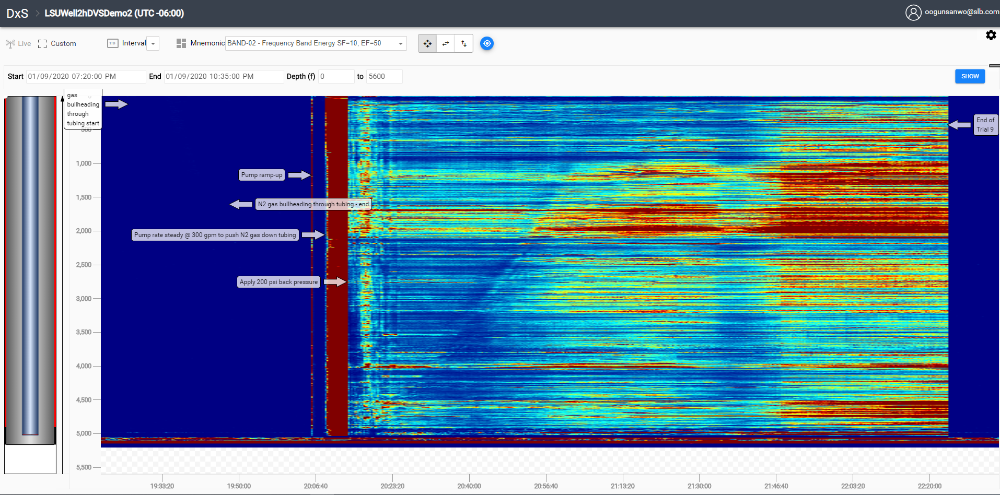 DxS > LSUWell2hDVSDemo2 (UTC -06:00)
oogunsanwo@slb.com
Live Custom T/D Interval Mnemonic BAND-02 - Frequency Band Energy SF=10, EF=50
Start 01/09/2020 07:20:00 PM End 01/09/2020 10:35:00 PM Depth (f) 0 to 5600 SHOW
gas
bullheading
through
tubing start
End of
Trial 9
Pump ramp-up
N2 gas bullheading through tubing - end
Pump rate steady @ 300 gpm to push N2 gas down tubing
Apply 200 psi back pressure
0
500
1,000
1,500
2,000
2,500
3,000
3,500
4,000
4,500
5,000
5,500
19:33:20 19:50:00 20:06:40 20:23:20 20:40:00 20:56:40 21:13:20 21:30:00 21:46:40 22:03:20 22:20:00